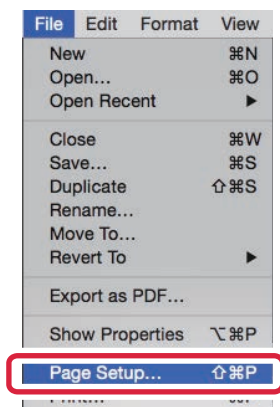 File Edit Format View
New ⌘N
Open... ⌘O
Open Recent ▶
Close ⌘W
Save... ⌘S
Duplicate ⇧⌘S
Rename...
Move To...
Revert To ▶
Export as PDF...
Show Properties ⌥⌘P
Page Setup... ⇧⌘P